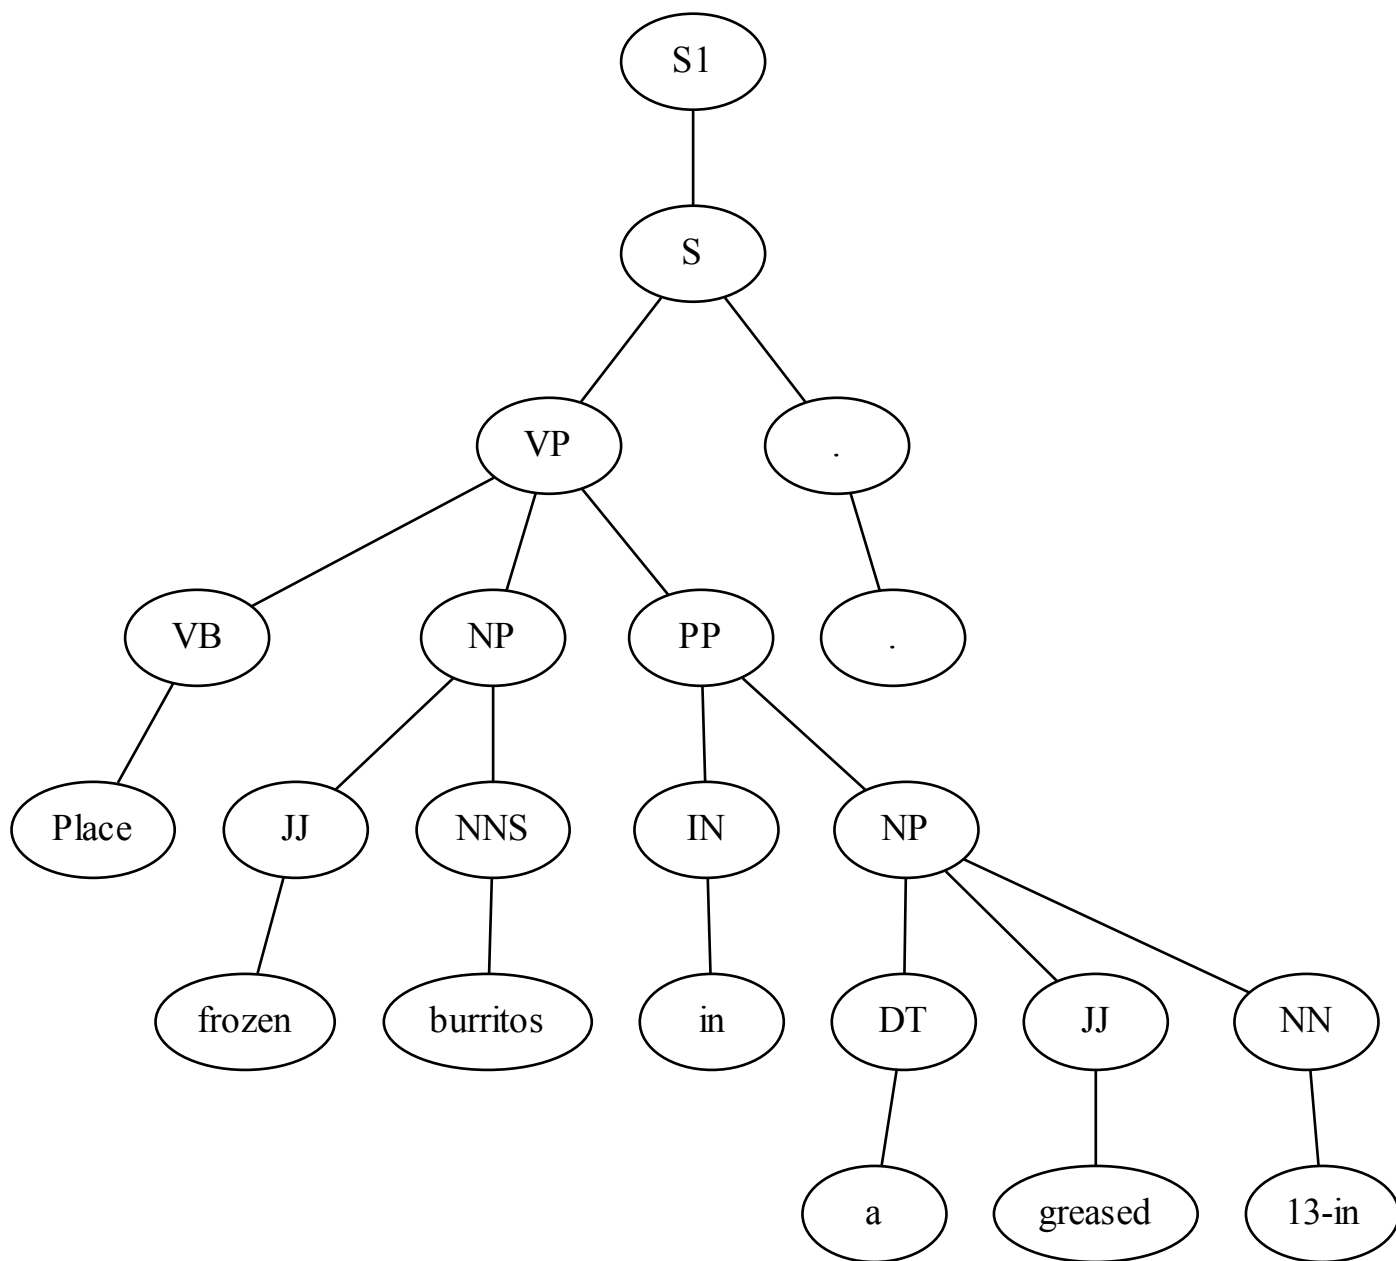 S1
S
VP .
VB NP PP .
Place JJ NNS IN NP
frozen burritos in DT JJ NN
a greased 13-in